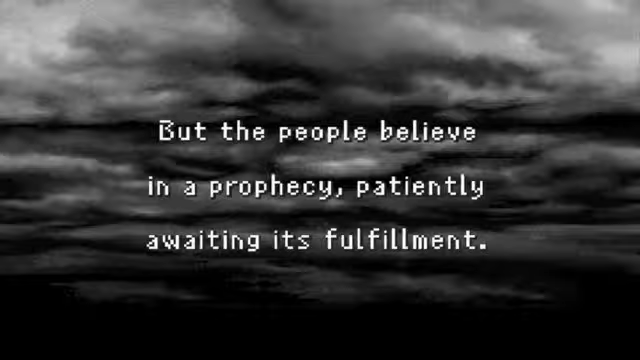 But the people believe
in a prophecy, patiently
awaiting its fulfillment.